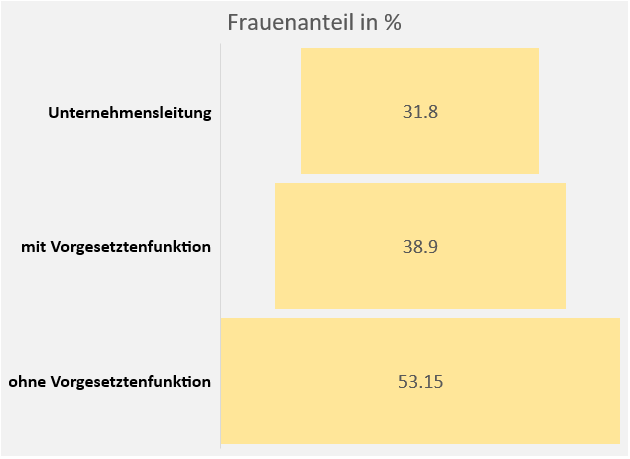 Frauenanteil in %
Unternehmensleitung
31.8
mit Vorgesetztenfunktion
38.9
ohne Vorgesetztenfunktion
53.15